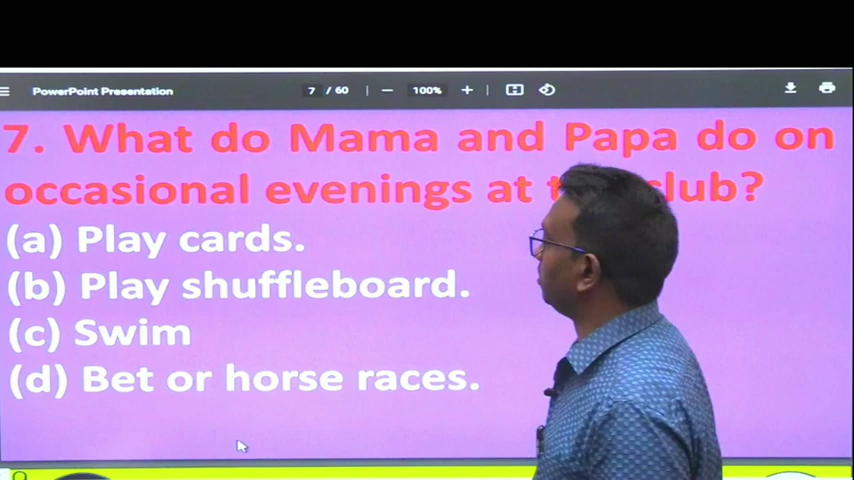 PowerPoint Presentation 7 / 60 100%
7. What do Mama and Papa do on
occasional evenings at club?
(a) Play cards.
(b) Play shuffleboard.
(c) Swim
(d) Bet or horse races.